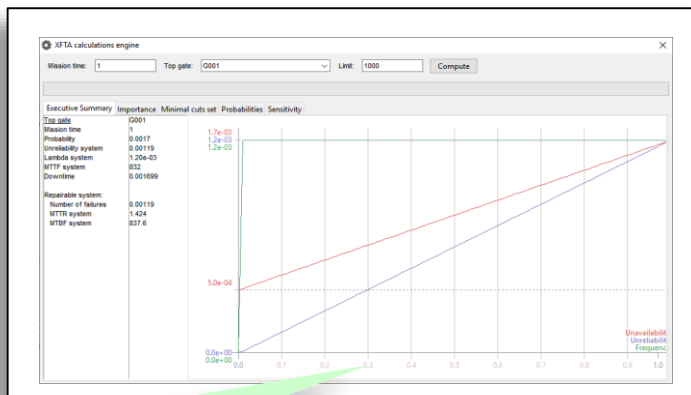 XFTA calculations engine
Mission time: 1 Top gate: G001 Limit: 1000 Compute
Executive Summary Importance Minimal cuts set Probabilities Sensitivity
Top gate G001
Mission time 1
Probability 0.0017
Unreliability system 0.00119
Lambda system 1.20e-03
MTTF system 832
Downtime 0.001699
Repairable system:
Number of failures 0.00119
MTTR system 1.424
MTBF system 837.6
1.7e-03
1.2e-03
1.2e-03
5.0e-04
0.0e+00
0.0e+00
Unavailabilit
Unreliabilit
Frequenc
0.0 0.1 0.2 0.3 0.4 0.5 0.6 0.7 0.8 0.9 1.0